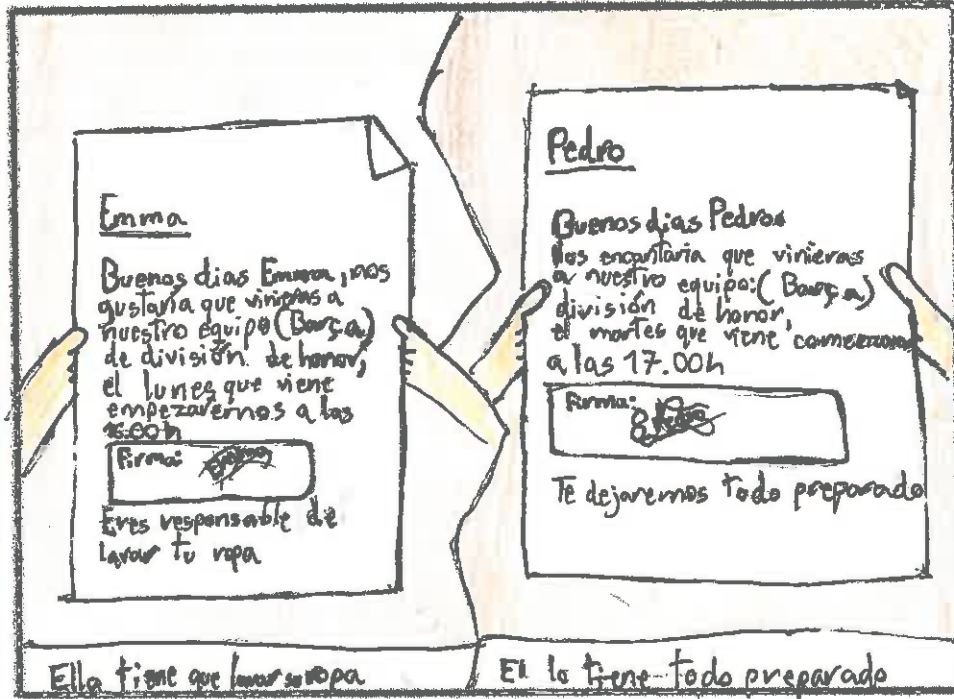 Emma
Buenos dias Emma, nos
gustaría que vinieras a
nuestro equipo (Barça)
de división de honor,
el lunes que viene
empezaremos a las
16:00h
Firma: Emma
Eres responsable de
lavar tu ropa
Ella tiene que lavar su ropa
Pedro
Buenos dias Pedro
Nos encantaria que vinieras
a nuestro equipo: (Barça)
división de honor,
el martes que viene
a las 17.00h
Firma: Pedro
Te dejaremos todo preparado
El lo tiene todo preparado